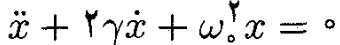 ẍ + ۲γẋ + ω۰۲x = ۰